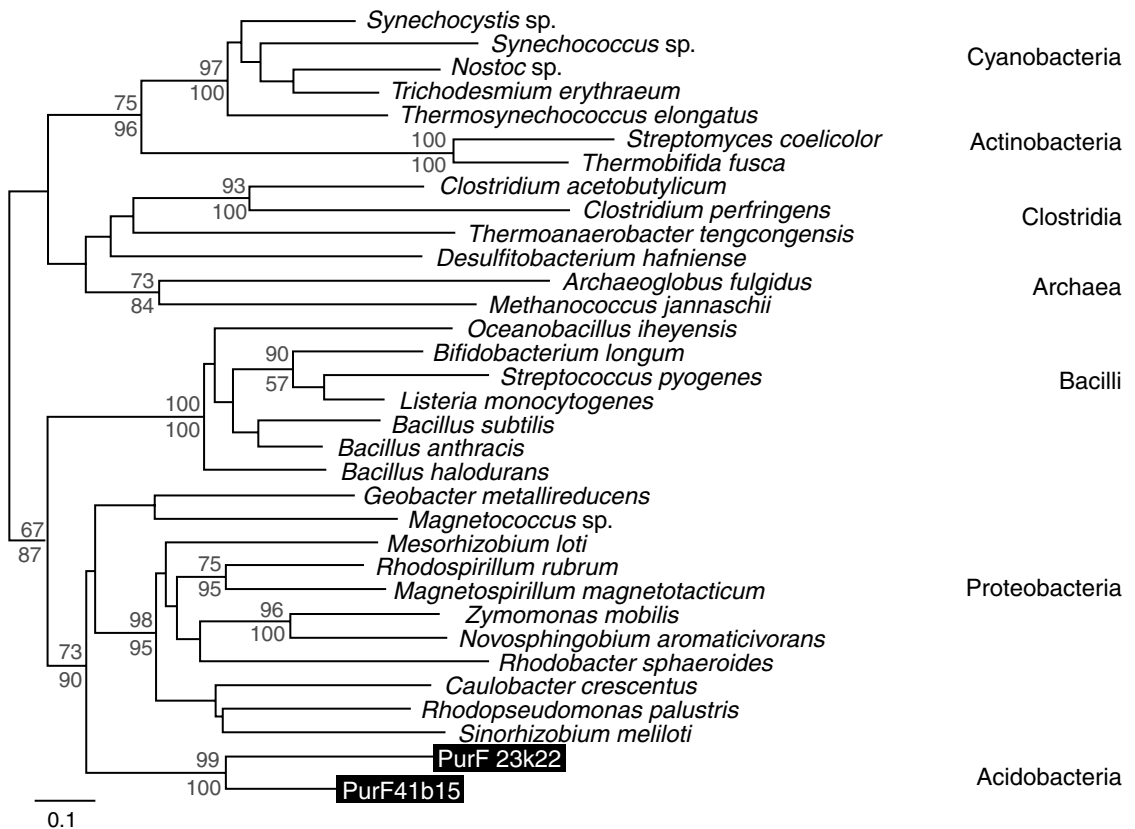 Synechocystis sp.
Synechococcus sp.
Cyanobacteria
97
Nostoc sp.
100
Trichodesmium erythraeum
75
96
Thermosynechococcus elongatus
100
Streptomyces coelicolor
Actinobacteria
100
Thermobifida fusca
93
Clostridium acetobutylicum
100
Clostridium perfringens
Clostridia
Thermoanaerobacter tengcongensis
Desulfitobacterium hafniense
73
Archaeoglobus fulgidus
Archaea
84
Methanococcus jannaschii
Oceanobacillus iheyensis
90
Bifidobacterium longum
57
Streptococcus pyogenes
Bacilli
100
Listeria monocytogenes
100
Bacillus subtilis
Bacillus anthracis
Bacillus halodurans
Geobacter metallireducens
Magnetococcus sp.
67
87
Mesorhizobium loti
75
Rhodospirillum rubrum
95
Magnetospirillum magnetotacticum
Proteobacteria
96
Zymomonas mobilis
98
100
Novosphingobium aromaticivorans
95
73
Rhodobacter sphaeroides
90
Caulobacter crescentus
Rhodopseudomonas palustris
Sinorhizobium meliloti
99
PurF 23k22
100
PurF41b15
Acidobacteria
0.1